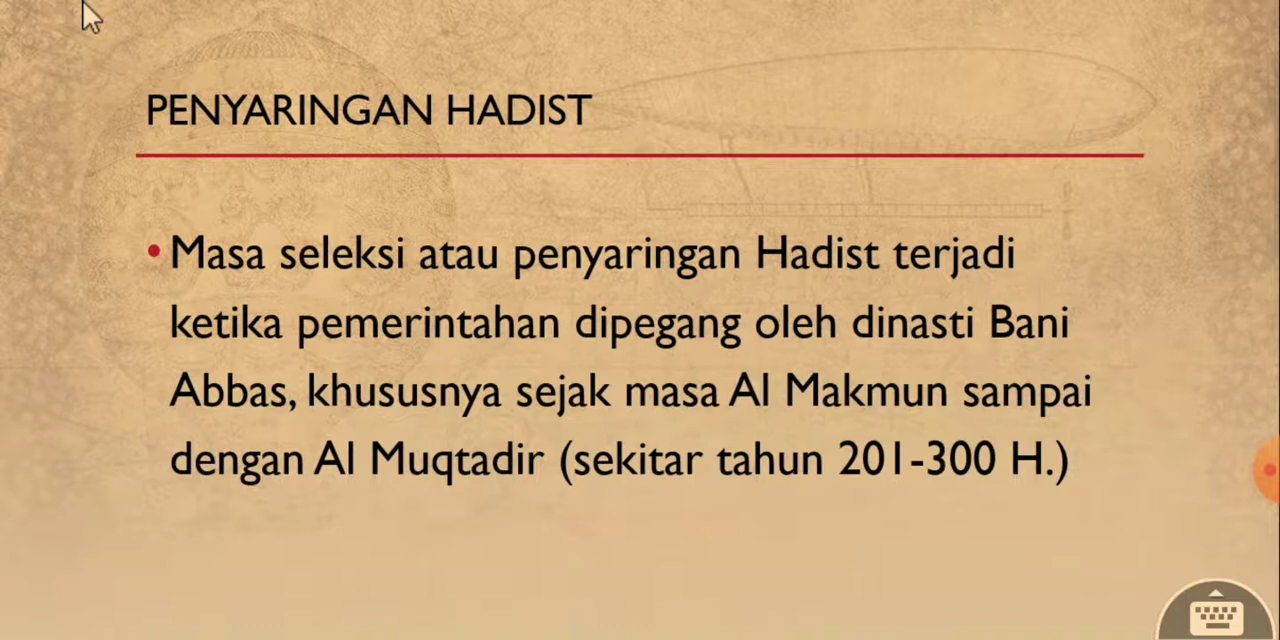 PENYARINGAN HADIST
• Masa seleksi atau penyaringan Hadist terjadi
ketika pemerintahan dipegang oleh dinasti Bani
Abbas, khususnya sejak masa Al Makmun sampai
dengan Al Muqtadir (sekitar tahun 201-300 H.)